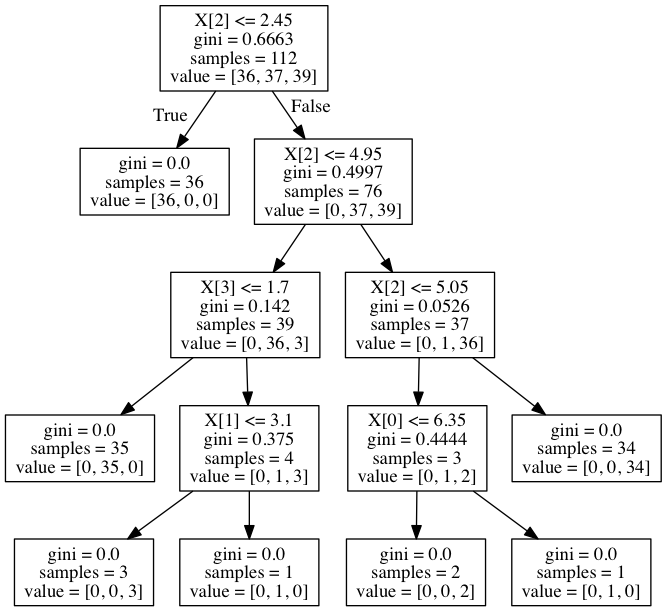 X[2] <= 2.45
gini = 0.6663
samples = 112
value = [36, 37, 39]
True
False
gini = 0.0
samples = 36
value = [36, 0, 0]
X[2] <= 4.95
gini = 0.4997
samples = 76
value = [0, 37, 39]
X[3] <= 1.7
gini = 0.142
samples = 39
value = [0, 36, 3]
X[2] <= 5.05
gini = 0.0526
samples = 37
value = [0, 1, 36]
gini = 0.0
samples = 35
value = [0, 35, 0]
X[1] <= 3.1
gini = 0.375
samples = 4
value = [0, 1, 3]
X[0] <= 6.35
gini = 0.4444
samples = 3
value = [0, 1, 2]
gini = 0.0
samples = 34
value = [0, 0, 34]
gini = 0.0
samples = 3
value = [0, 0, 3]
gini = 0.0
samples = 1
value = [0, 1, 0]
gini = 0.0
samples = 2
value = [0, 0, 2]
gini = 0.0
samples = 1
value = [0, 1, 0]